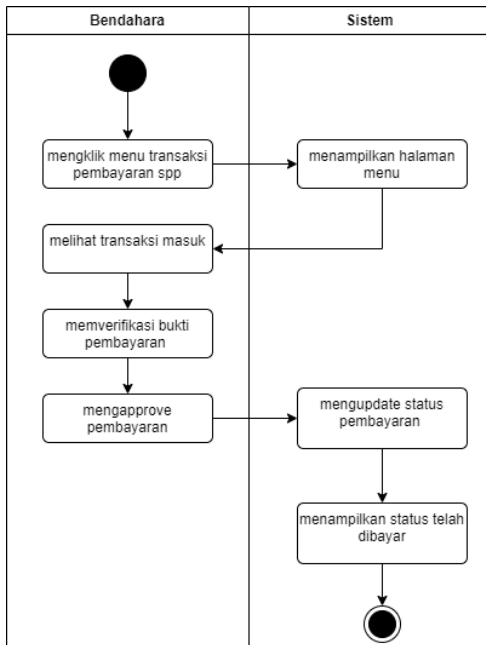 Bendahara
Sistem
mengklik menu transaksi
pembayaran spp
menampilkan halaman
menu
melihat transaksi masuk
memverifikasi bukti
pembayaran
mengapprove
pembayaran
mengupdate status
pembayaran
menampilkan status telah
dibayar